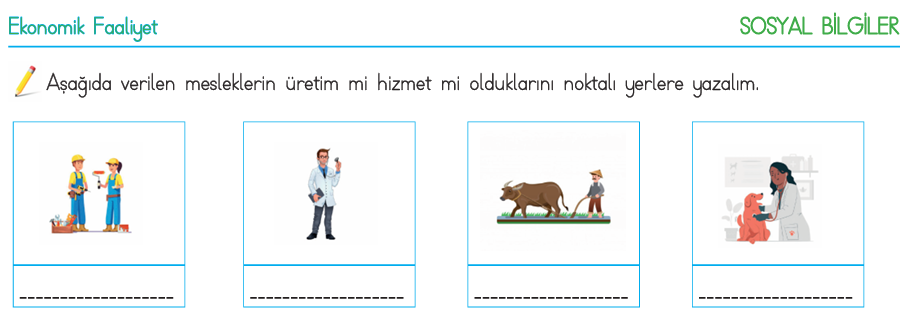 Ekonomik Faaliyet
SOSYAL BİLGİLER
Aşağıda verilen mesleklerin üretim mi hizmet mi olduklarını noktalı yerlere yazalım.